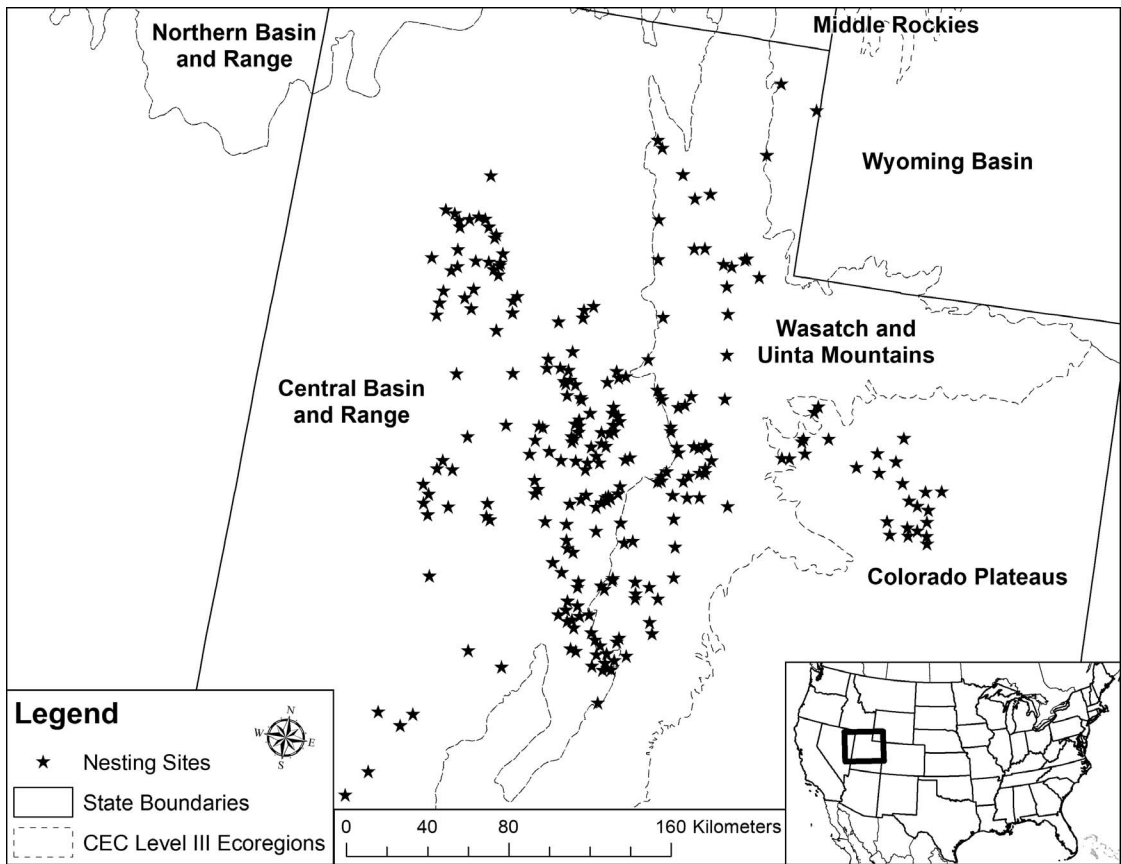 Northern Basin
and Range
Middle Rockies
Wyoming Basin
Wasatch and
Uinta Mountains
Central Basin
and Range
Colorado Plateaus
Legend
N
W
E
S
Nesting Sites
State Boundaries
CEC Level III Ecoregions
0 40 80 160 Kilometers